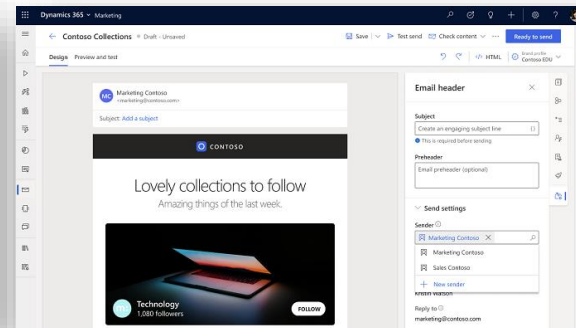 Dynamics 365 Marketing
Contoso Collections Draft - Unsaved
Save Test send Check content Ready to send
Design Preview and test
HTML Brand profile
Contoso EDU
MC Marketing Contoso
<marketing@contoso.com>
Subject: Add a subject
CONTOSO
Lovely collections to follow
Amazing things of the last week.
Technology
1,080 followers
FOLLOW
Email header
Subject
Create an engaging subject line
This is required before sending
Preheader
Email preheader (optional)
Send settings
Sender
Marketing Contoso
Marketing Contoso
Sales Contoso
New sender
Kristin Watson
Reply to
marketing@contoso.com